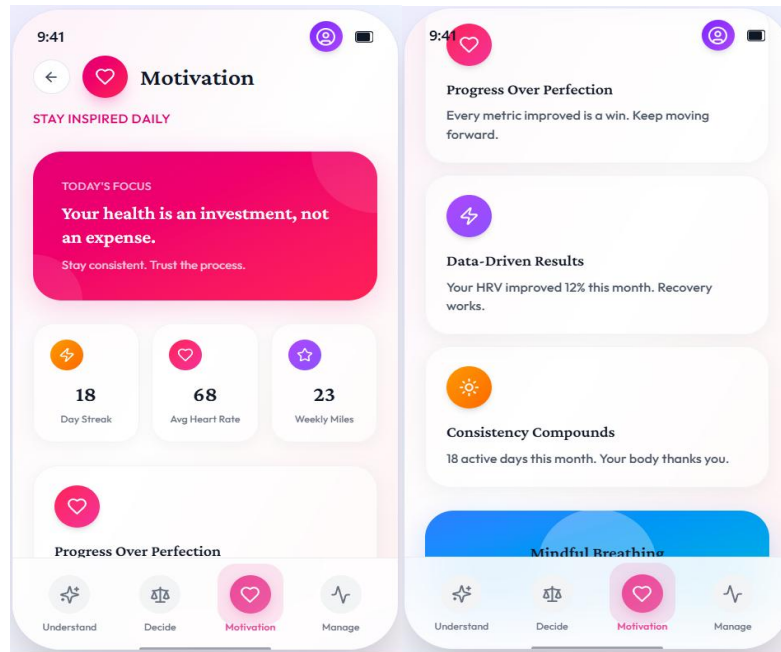 9:41
Motivation
STAY INSPIRED DAILY
TODAY'S FOCUS
Your health is an investment, not
an expense.
Stay consistent. Trust the process.
18
Day Streak
68
Avg Heart Rate
23
Weekly Miles
Progress Over Perfection
Understand
Decide
Motivation
Manage
9:41
Progress Over Perfection
Every metric improved is a win. Keep moving
forward.
Data-Driven Results
Your HRV improved 12% this month. Recovery
works.
Consistency Compounds
18 active days this month. Your body thanks you.
Mindful Breathing
Understand
Decide
Motivation
Manage